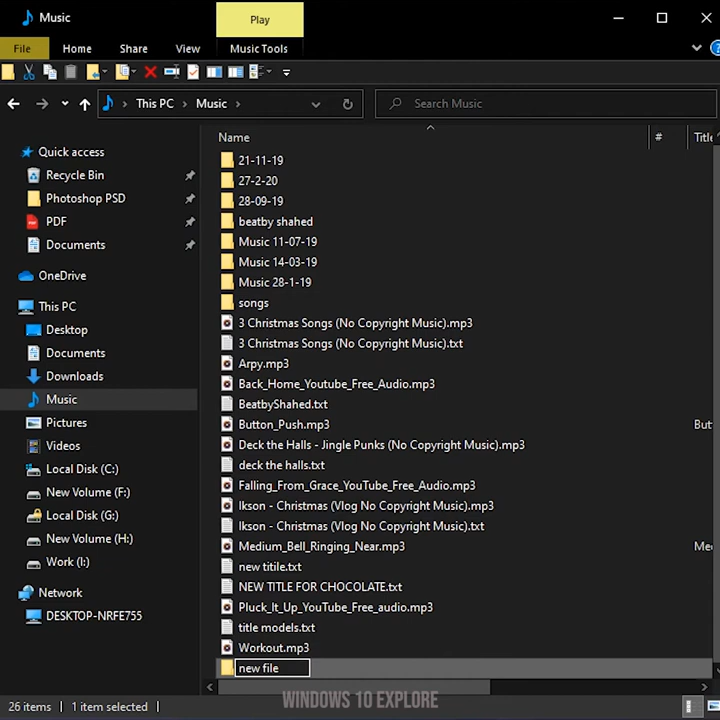 Music
Play
File
Home
Share
View
Music Tools
This PC
Music
Search Music
Quick access
Recycle Bin
Photoshop PSD
PDF
Documents
OneDrive
This PC
Desktop
Documents
Downloads
Music
Pictures
Videos
Local Disk (C:)
New Volume (F:)
Local Disk (G:)
New Volume (H:)
Work (I:)
Network
DESKTOP-NRFE755
Name # Title
21-11-19
27-2-20
28-09-19
beatby shahed
Music 11-07-19
Music 14-03-19
Music 28-1-19
songs
3 Christmas Songs (No Copyright Music).mp3
3 Christmas Songs (No Copyright Music).txt
Arpy.mp3
Back_Home_Youtube_Free_Audio.mp3
BeatbyShahed.txt
Button_Push.mp3 But
Deck the Halls - Jingle Punks (No Copyright Music).mp3
deck the halls.txt
Falling_From_Grace_YouTube_Free_Audio.mp3
Ikson - Christmas (Vlog No Copyright Music).mp3
Ikson - Christmas (Vlog No Copyright Music).txt
Medium_Bell_Ringing_Near.mp3 Me
new titile.txt
NEW TITLE FOR CHOCOLATE.txt
Pluck_It_Up_YouTube_Free_audio.mp3
title models.txt
Workout.mp3
new file
26 items 1 item selected
WINDOWS 10 EXPLORE